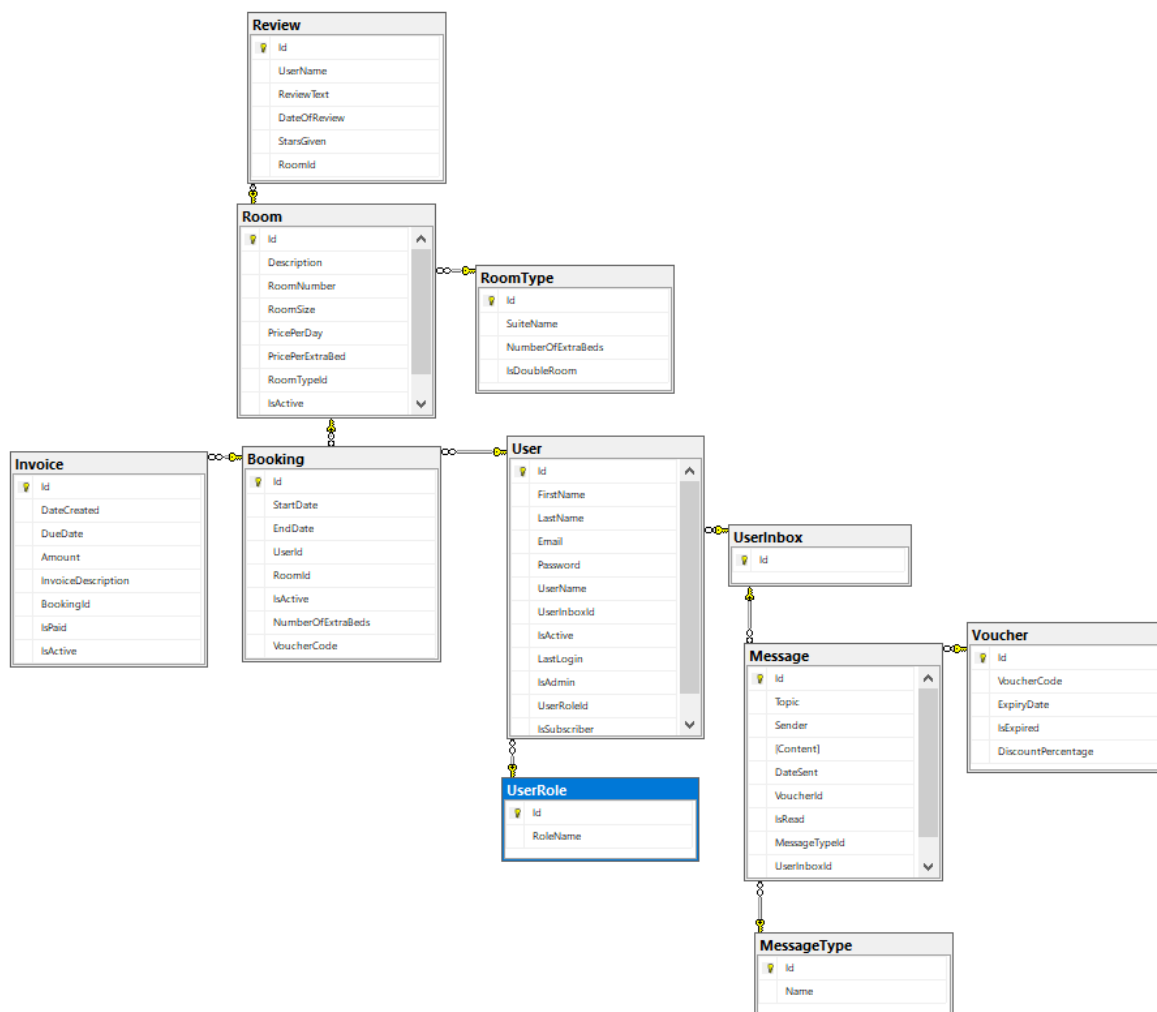 Review
Id
UserName
ReviewText
DateOfReview
StarsGiven
RoomId
Room
Id
Description
RoomNumber
RoomSize
PricePerDay
PricePerExtraBed
RoomTypeId
IsActive
RoomType
Id
SuiteName
NumberOfExtraBeds
IsDoubleRoom
Invoice
Id
DateCreated
DueDate
Amount
InvoiceDescription
BookingId
IsPaid
IsActive
Booking
Id
StartDate
EndDate
UserId
RoomId
IsActive
NumberOfExtraBeds
VoucherCode
User
Id
FirstName
LastName
Email
Password
UserName
UserInboxId
IsActive
LastLogin
IsAdmin
UserRoleId
IsSubscriber
UserInbox
Id
Message
Id
Topic
Sender
[Content]
DateSent
VoucherId
IsRead
MessageTypeId
UserInboxId
Voucher
Id
VoucherCode
ExpiryDate
IsExpired
DiscountPercentage
UserRole
Id
RoleName
MessageType
Id
Name